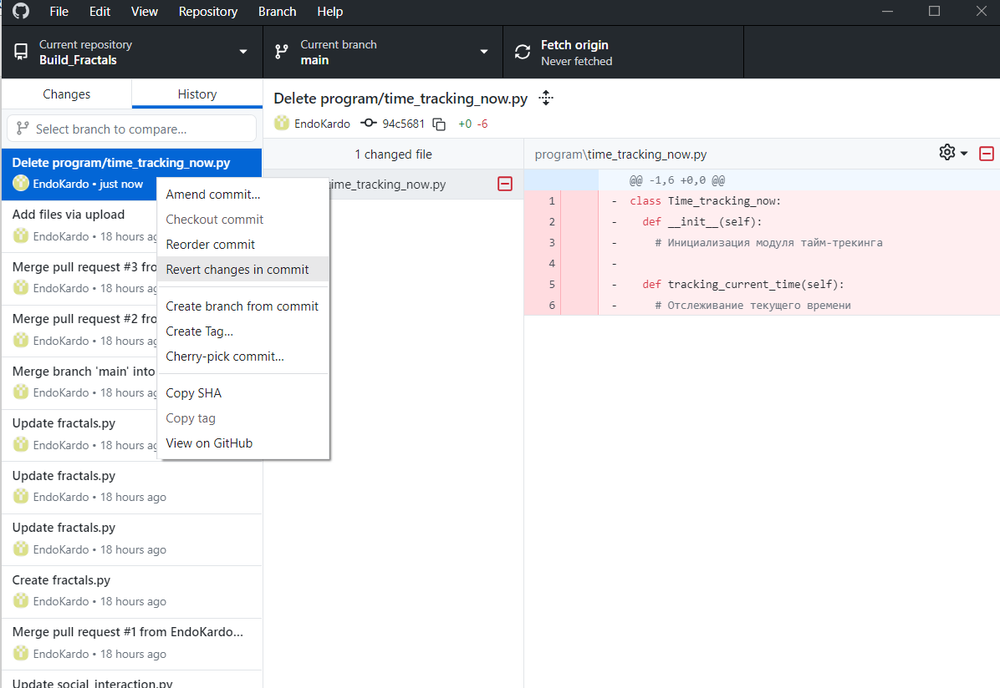 File Edit View Repository Branch Help
Current repository
Build_Fractals
Current branch
main
Fetch origin
Never fetched
Changes
History
Select branch to compare...
Delete program/time_tracking_now.py
EndoKardo • just now
Add files via upload
EndoKardo • 18 hours ag
Merge pull request #3 fro
EndoKardo • 18 hours ag
Merge pull request #2 fro
EndoKardo • 18 hours ag
Merge branch 'main' into
EndoKardo • 18 hours ag
Update fractals.py
EndoKardo • 18 hours ag
Update fractals.py
EndoKardo • 18 hours ago
Update fractals.py
EndoKardo • 18 hours ago
Create fractals.py
EndoKardo • 18 hours ago
Merge pull request #1 from EndoKardo...
EndoKardo • 18 hours ago
Update social_interaction.py
Amend commit...
Checkout commit
Reorder commit
Revert changes in commit
Create branch from commit
Create Tag...
Cherry-pick commit...
Copy SHA
Copy tag
View on GitHub
Delete program/time_tracking_now.py
EndoKardo 94c5681 +0 -6
1 changed file
time_tracking_now.py
program\time_tracking_now.py
@@ -1,6 +0,0 @@
1 - class Time_tracking_now:
2 - def __init__(self):
3 - # Инициализация модуля тайм-трекинга
4 -
5 - def tracking_current_time(self):
6 - # Отслеживание текущего времени